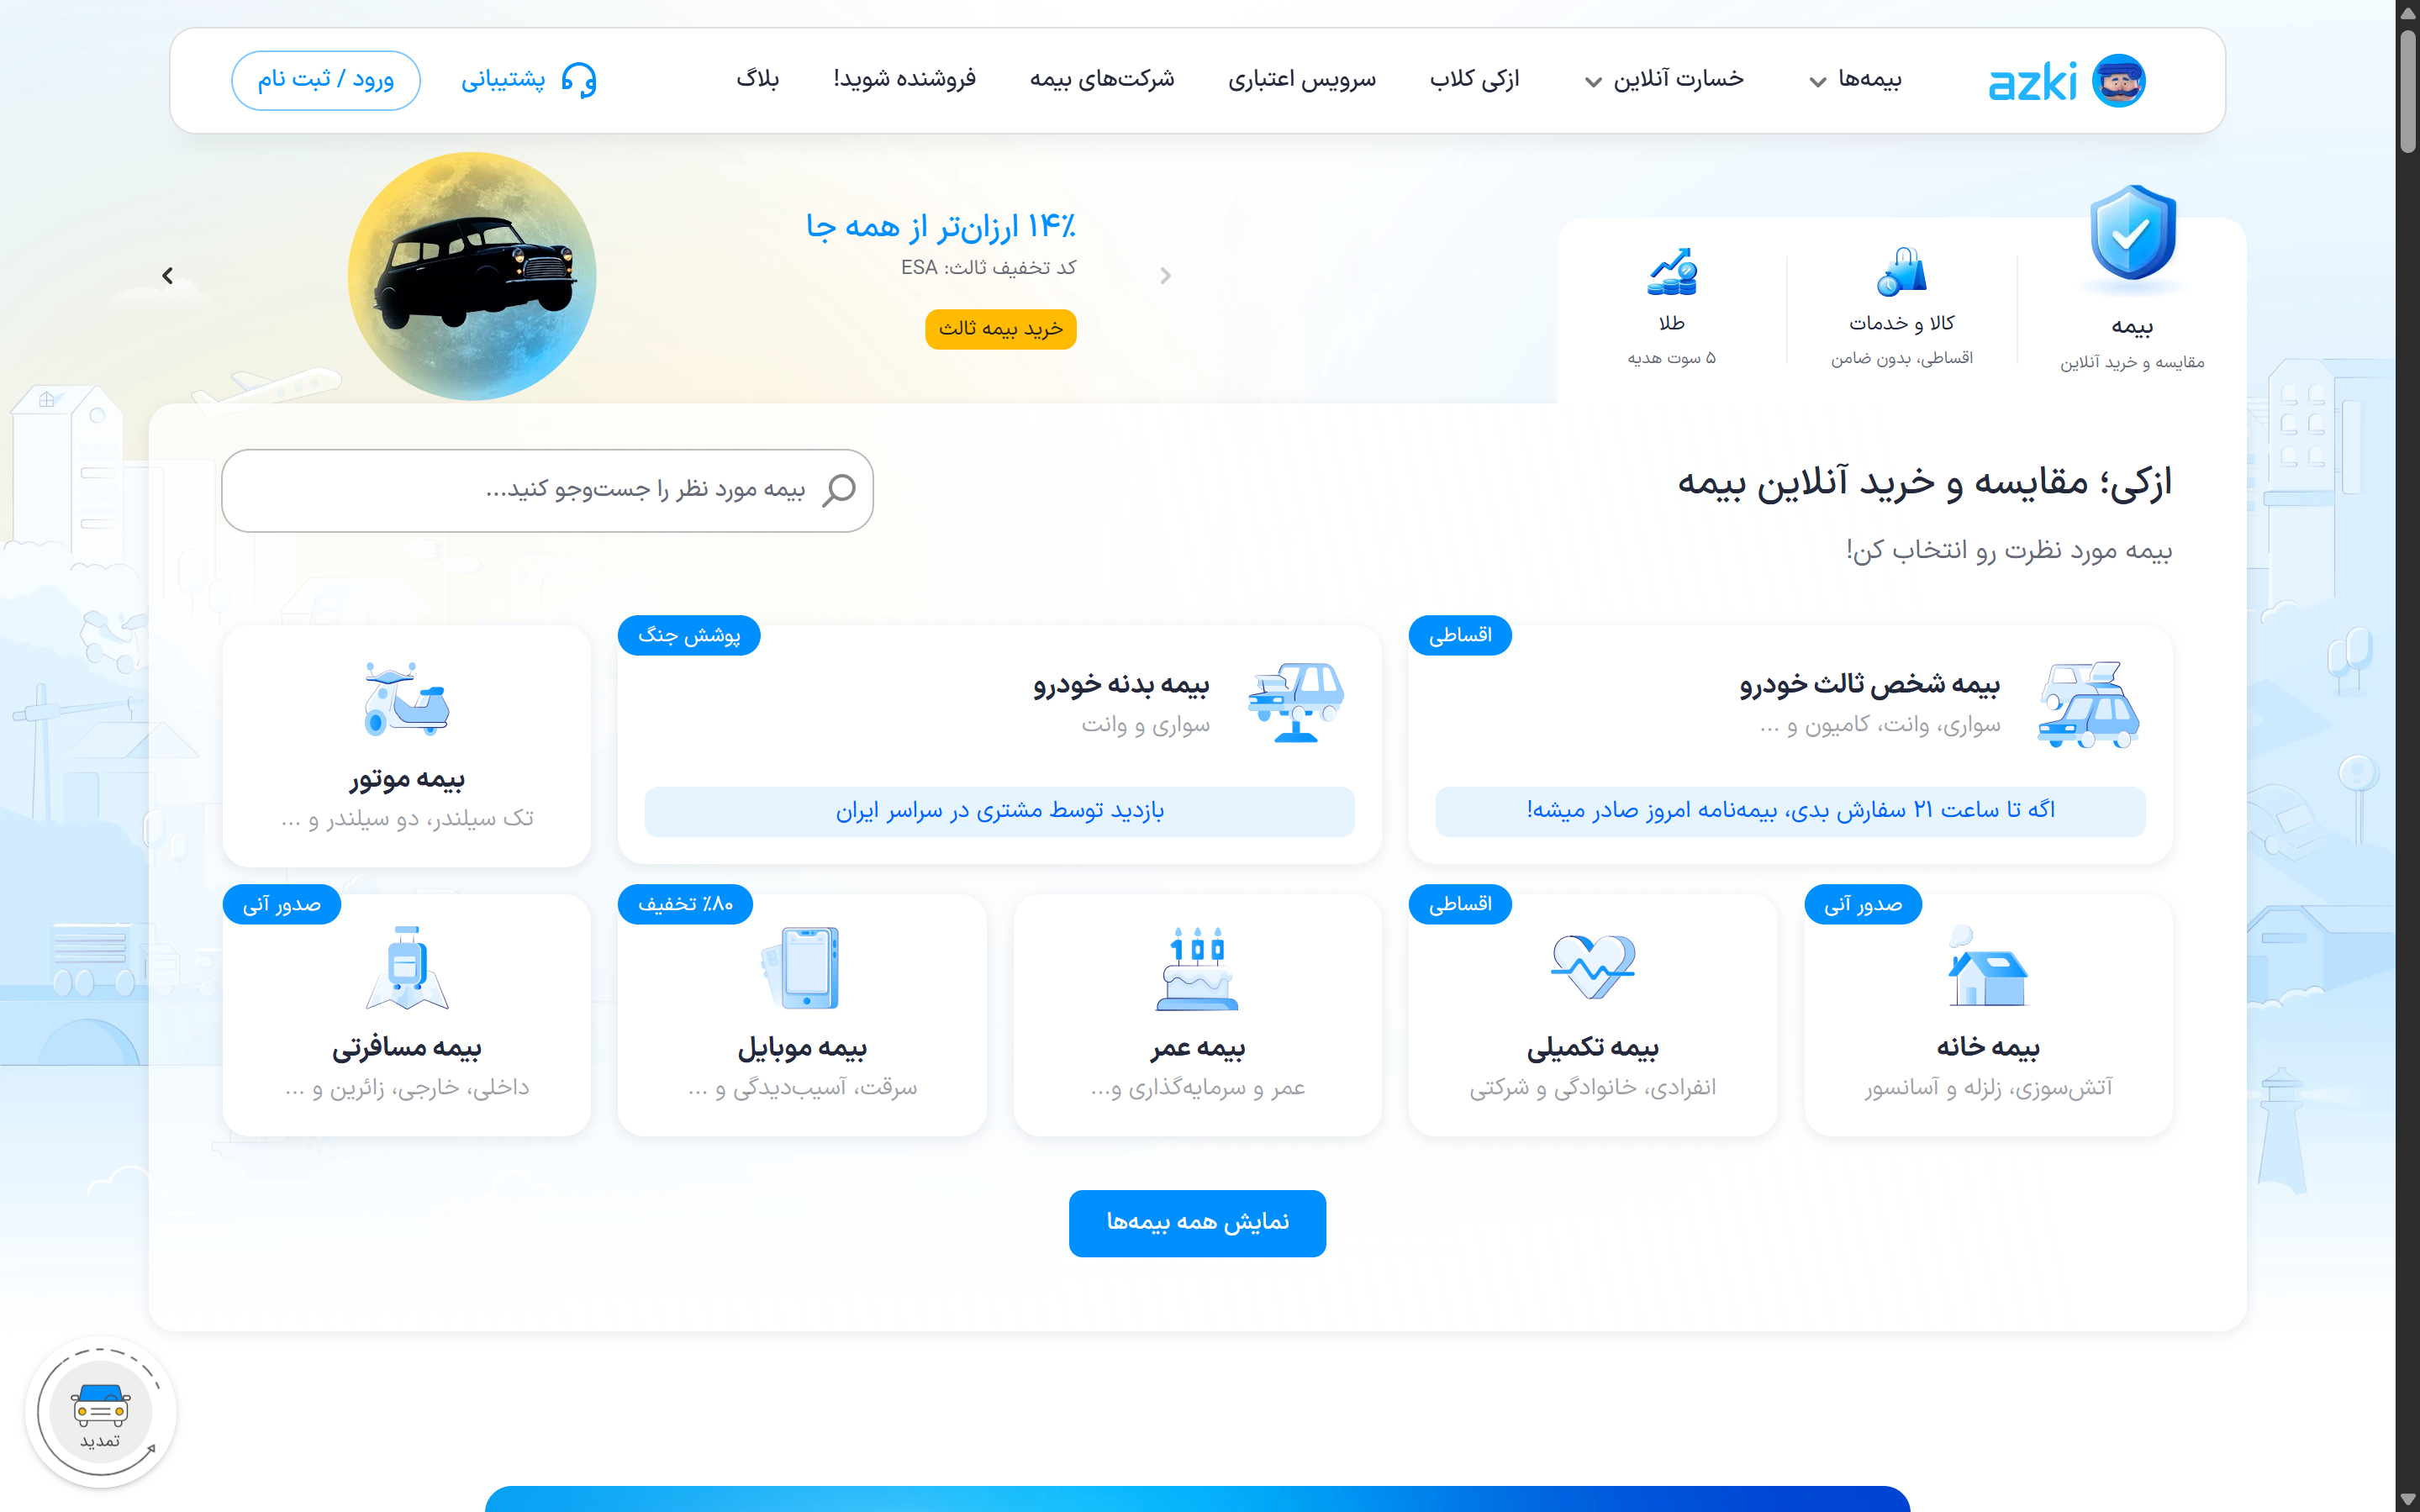 azki
بیمه‌ها
خسارت آنلاین
ازکی کلاب
سرویس اعتباری
شرکت‌های بیمه
فروشنده شوید!
بلاگ
پشتیبانی
ورود / ثبت نام
بیمه
مقایسه و خرید آنلاین
کالا و خدمات
اقساطی، بدون ضامن
طلا
۵ سوت هدیه
۱۴٪ ارزان‌تر از همه جا
کد تخفیف ثالث: ESA
خرید بیمه ثالث
ازکی؛ مقایسه و خرید آنلاین بیمه
بیمه مورد نظرت رو انتخاب کن!
بیمه مورد نظر را جست‌وجو کنید...
اقساطی
بیمه شخص ثالث خودرو
سواری، وانت، کامیون و ...
اگه تا ساعت ۲۱ سفارش بدی، بیمه‌نامه امروز صادر میشه!
پوشش جنگ
بیمه بدنه خودرو
سواری و وانت
بازدید توسط مشتری در سراسر ایران
بیمه موتور
تک سیلندر، دو سیلندر و ...
صدور آنی
بیمه خانه
آتش‌سوزی، زلزله و آسانسور
اقساطی
بیمه تکمیلی
انفرادی، خانوادگی و شرکتی
100
بیمه عمر
عمر و سرمایه‌گذاری و...
۸۰٪ تخفیف
بیمه موبایل
سرقت، آسیب‌دیدگی و ...
صدور آنی
بیمه مسافرتی
داخلی، خارجی، زائرین و ...
نمایش همه بیمه‌ها
تمدید